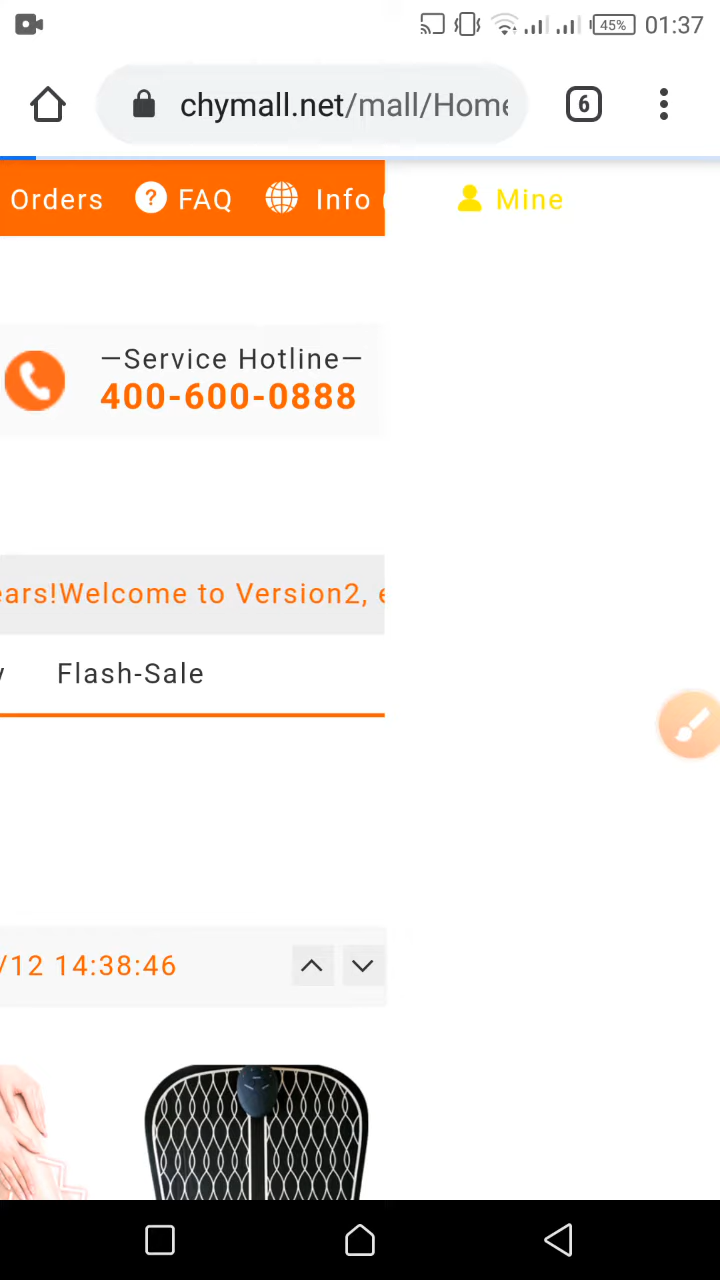 45% 01:37
chymall.net/mall/Home
6
Orders ? FAQ Info Mine
—Service Hotline—
400-600-0888
ears!Welcome to Version2,
Flash-Sale
/12 14:38:46